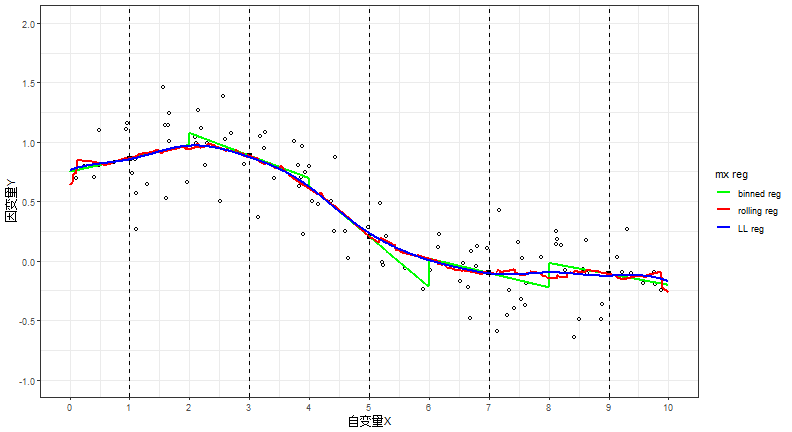 2.0
1.5
1.0
0.5
0.0
-0.5
-1.0
因变量Y
0 1 2 3 4 5 6 7 8 9 10
自变量X
mx reg
binned reg
rolling reg
LL reg